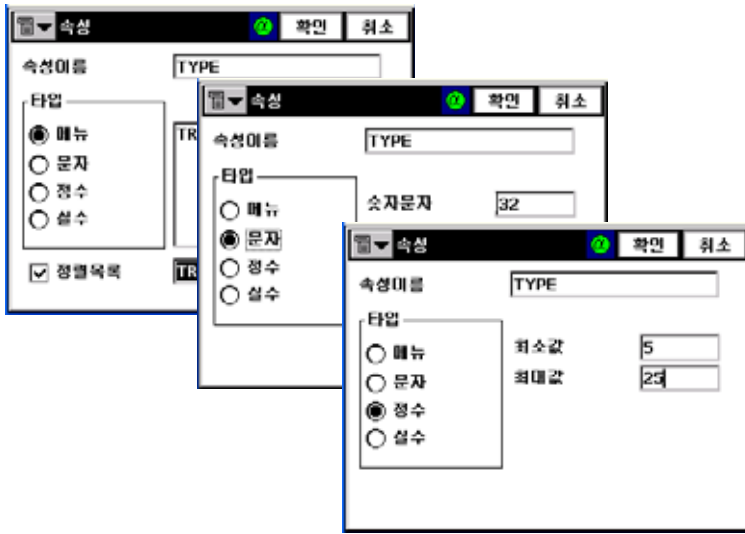 속성 α 확인 취소
속성이름 TYPE
타입
메뉴 TR
문자
정수
실수
정렬목록 TR
속성 α 확인 취소
속성이름 TYPE
타입
메뉴
문자
정수
실수
숫자문자 32
속성 α 확인 취소
속성이름 TYPE
타입
메뉴
문자
정수
실수
최소값 5
최대값 25